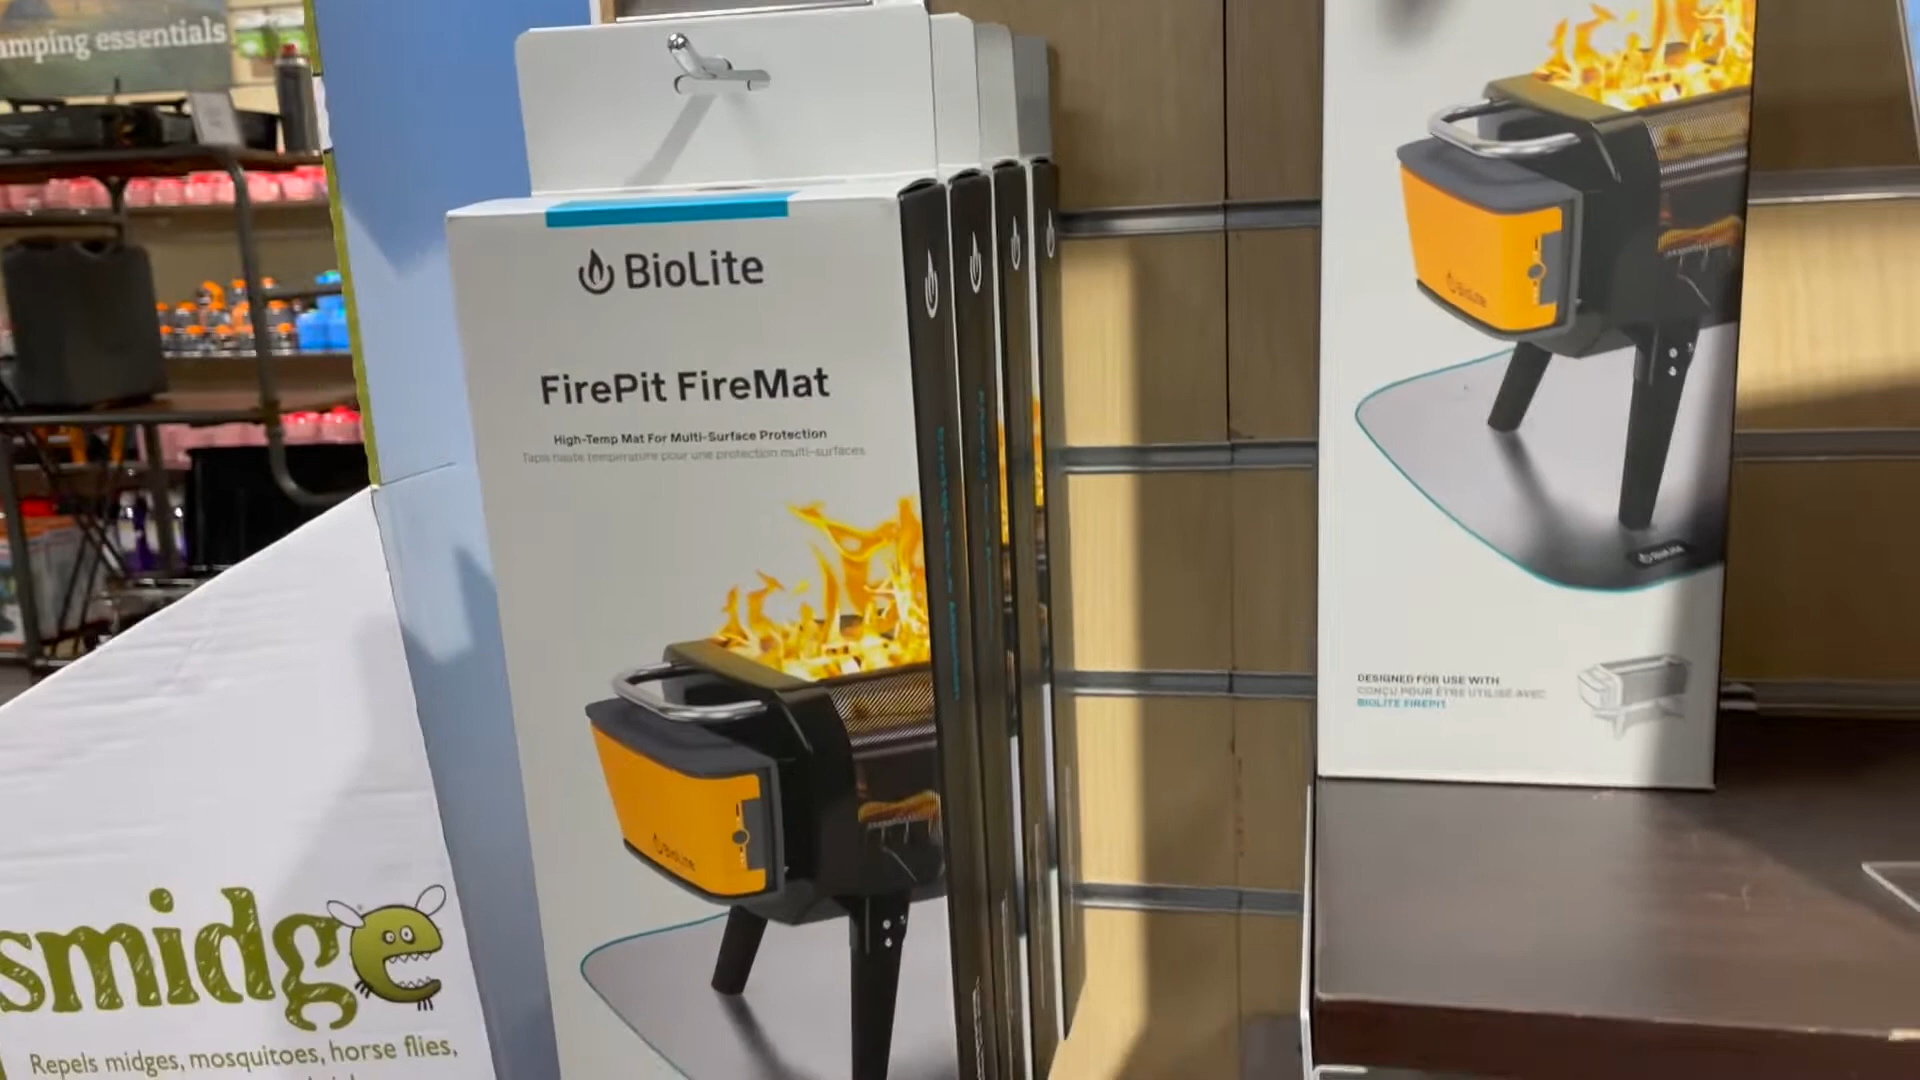 amping essentials
BioLite
FirePit FireMat
High-Temp Mat For Multi-Surface Protection
Tapis haute température pour une protection multi-surfaces
BioLite
smidge
Repels midges, mosquitoes, horse flies,
BioLite
BioLite
DESIGNED FOR USE WITH
CONÇU POUR ÊTRE UTILISÉ AVEC
BIOLITE FIREPIT